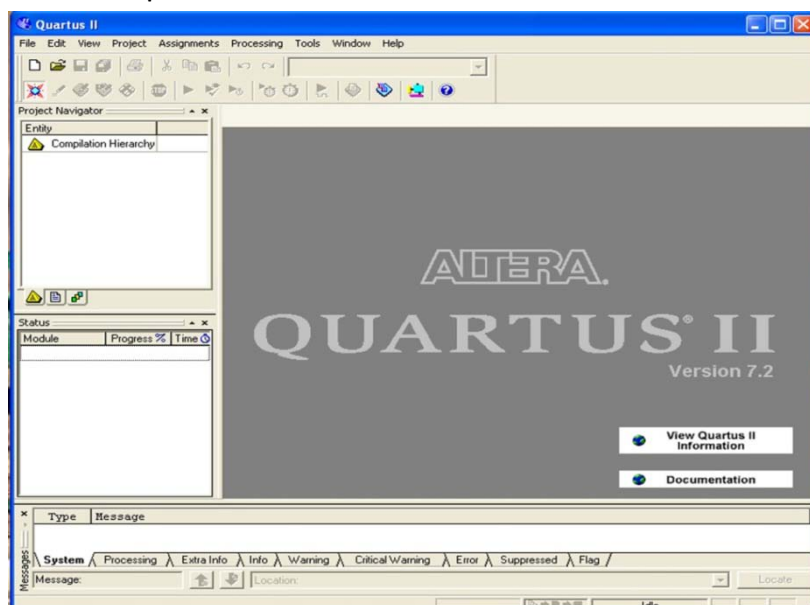 Quartus II
File Edit View Project Assignments Processing Tools Window Help
Project Navigator
Entity
Compilation Hierarchy
Status
Module Progress % Time
ALTERA.
QUARTUS® II
Version 7.2
View Quartus II
Information
Documentation
Type Message
System Processing Extra Info Info Warning Critical Warning Error Suppressed Flag
Messages
Message: Location: Locate
Idle